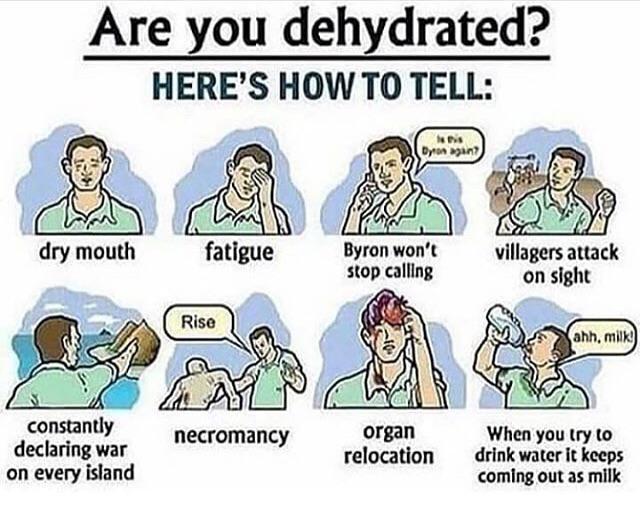 Are you dehydrated?
HERE'S HOW TO TELL:
Is this
Byron again?
dry mouth
fatigue
Byron won't
stop calling
villagers attack
on sight
Rise
ahh, milk!
constantly
declaring war
on every island
necromancy
organ
relocation
When you try to
drink water it keeps
coming out as milk